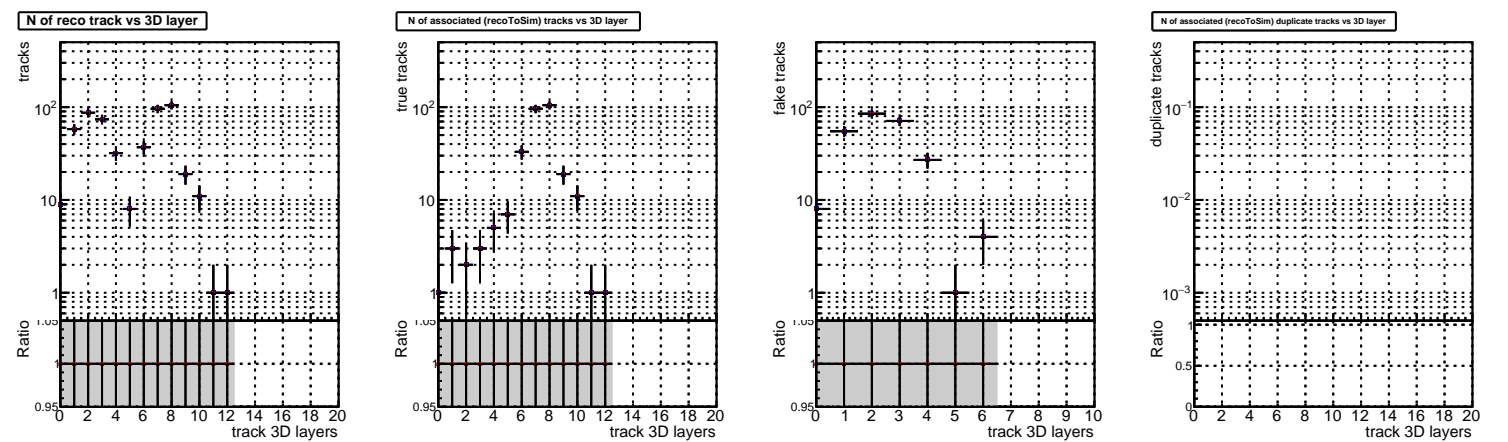 N of reco track vs 3D layer
tracks
10²
10
1
1.05
Ratio
1
0.95
0 2 4 6 8 10 12 14 16 18 20
track 3D layers
N of associated (recoToSim) tracks vs 3D layer
true tracks
10²
10
1
1.05
Ratio
1
0.95
0 2 4 6 8 10 12 14 16 18 20
track 3D layers
fake tracks
10²
10
1
1.05
Ratio
1
0.95
0 1 2 3 4 5 6 7 8 9 10
track 3D layers
N of associated (recoToSim) duplicate tracks vs 3D layer
duplicate tracks
10⁻¹
10⁻²
10⁻³
Ratio
1
0.5
0
0 2 4 6 8 10 12 14 16 18 20
track 3D layers